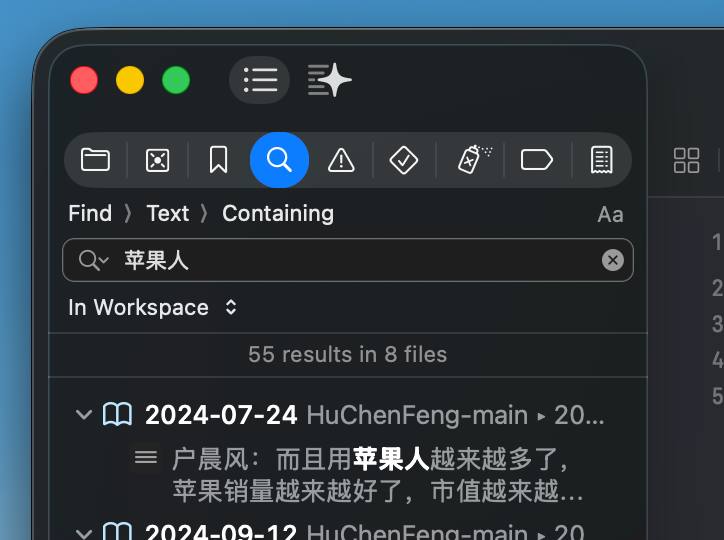 Find 〉 Text 〉 Containing
Aa
苹果人
In Workspace
55 results in 8 files
2024-07-24 HuChenFeng-main ▸ 20...
户晨风：而且用苹果人越来越多了，
苹果销量越来越好了，市值越来越...
2024-09-12 HuChenFeng-main ▸ 20
1
2
3
4
5